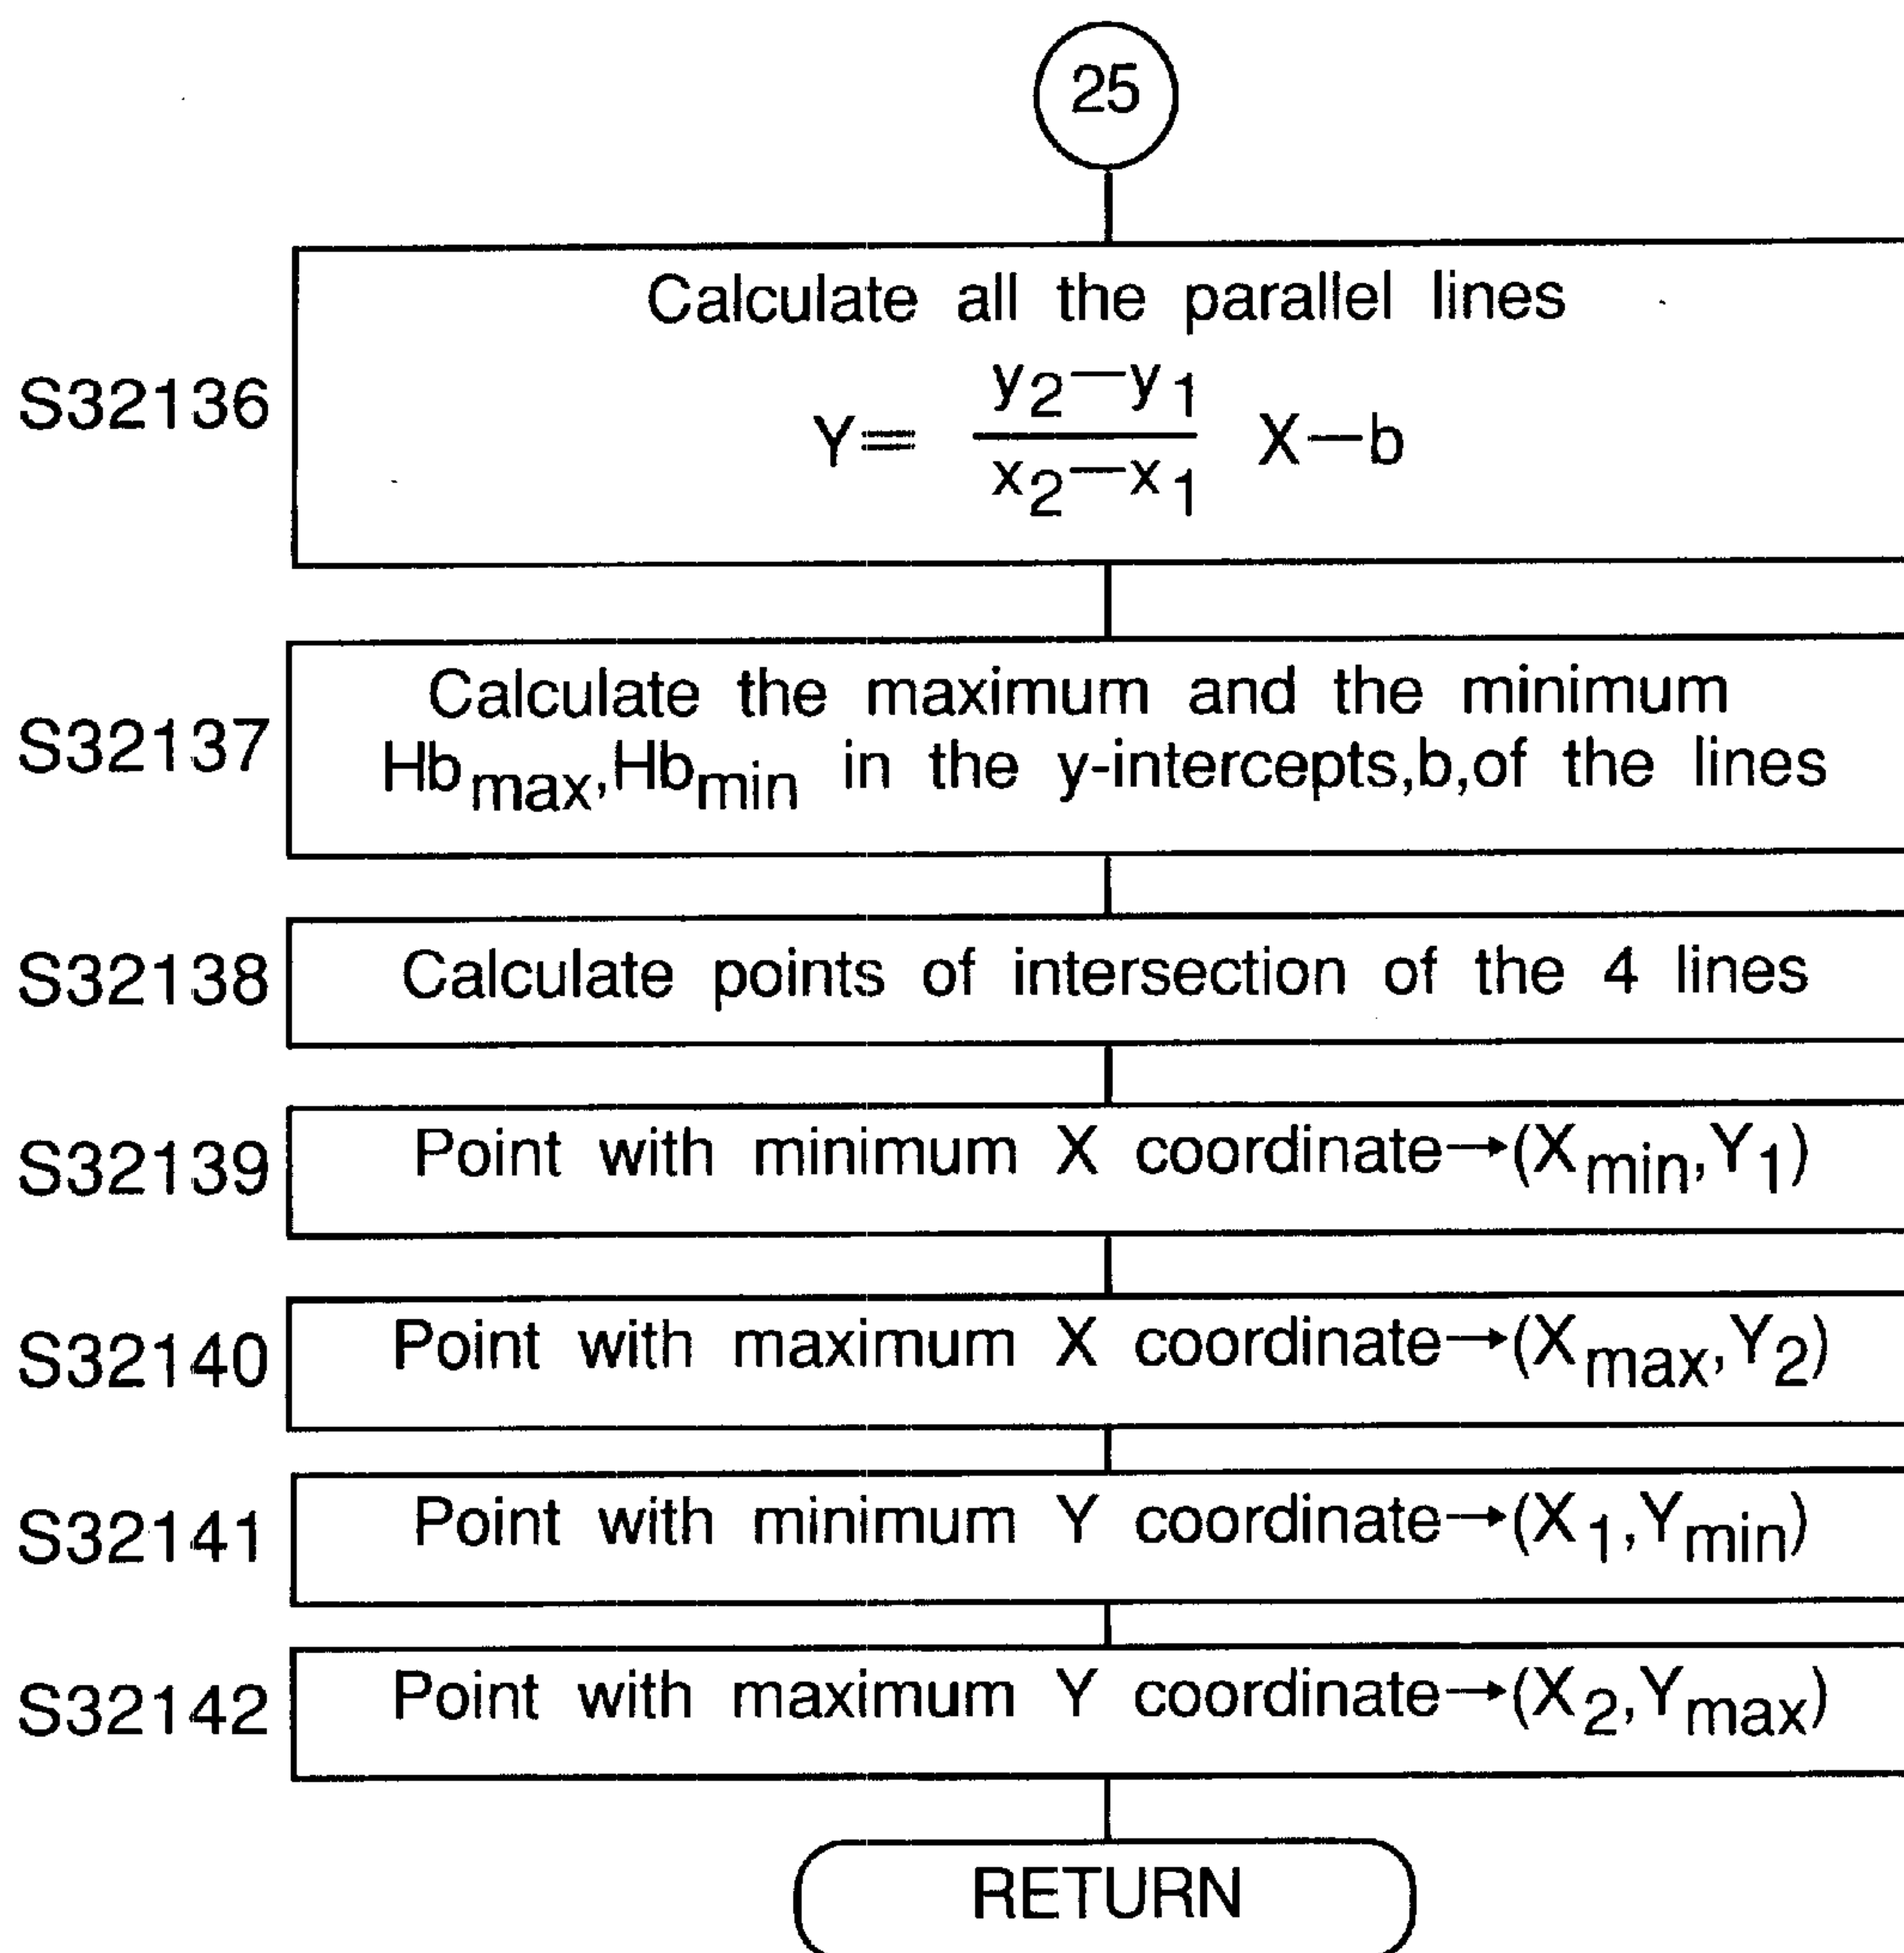 25
Calculate all the parallel lines
S32136
Y= y2—y1 / x2—x1 X—b
S32137
Calculate the maximum and the minimum
Hbmax,Hbmin in the y-intercepts,b,of the lines
S32138 Calculate points of intersection of the 4 lines
S32139 Point with minimum X coordinate→(Xmin,Y1)
S32140 Point with maximum X coordinate→(Xmax,Y2)
S32141 Point with minimum Y coordinate→(X1,Ymin)
S32142 Point with maximum Y coordinate→(X2,Ymax)
RETURN